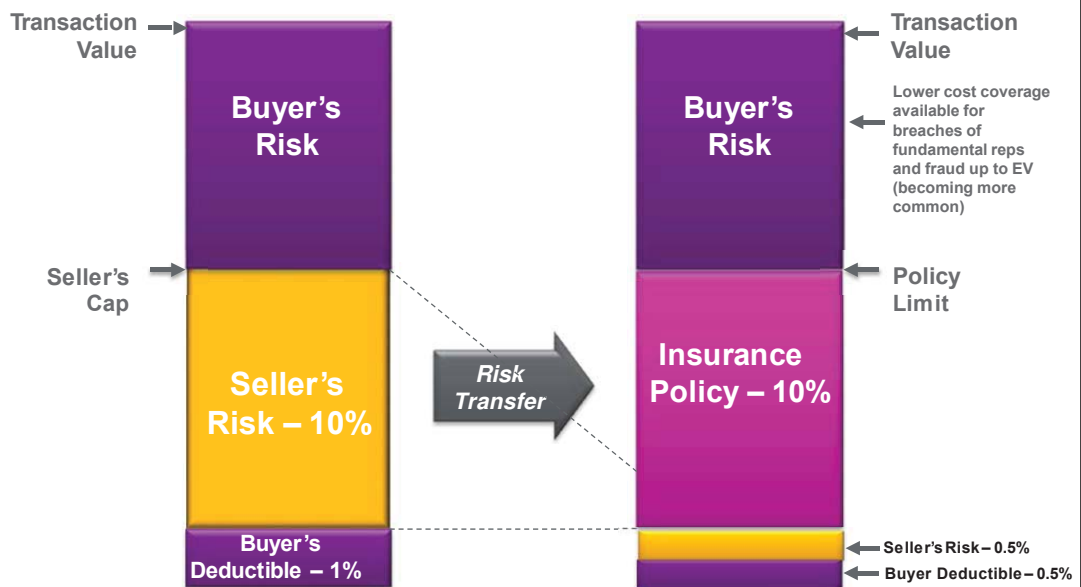 Transaction
Value
Buyer's
Risk
Seller's
Cap
Seller's
Risk – 10%
Buyer's
Deductible – 1%
Risk
Transfer
Buyer's
Risk
Insurance
Policy – 10%
Transaction
Value
Lower cost coverage
available for
breaches of
fundamental reps
and fraud up to EV
(becoming more
common)
Policy
Limit
Seller's Risk – 0.5%
Buyer Deductible – 0.5%